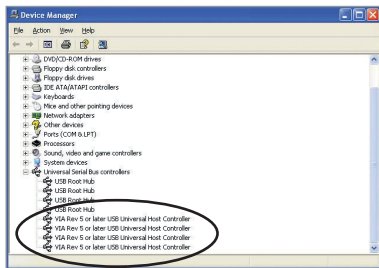 Device Manager
File Action View Help
DVD/CD-ROM drives
Floppy disk controllers
Floppy disk drives
IDE ATA/ATAPI controllers
Keyboards
Mice and other pointing devices
Network adapters
Other devices
Ports (COM & LPT)
Processors
Sound, video and game controllers
System devices
Universal Serial Bus controllers
USB Root Hub
USB Root Hub
USB Root Hub
USB Root Hub
VIA Rev 5 or later USB Universal Host Controller
VIA Rev 5 or later USB Universal Host Controller
VIA Rev 5 or later USB Universal Host Controller
VIA Rev 5 or later USB Universal Host Controller